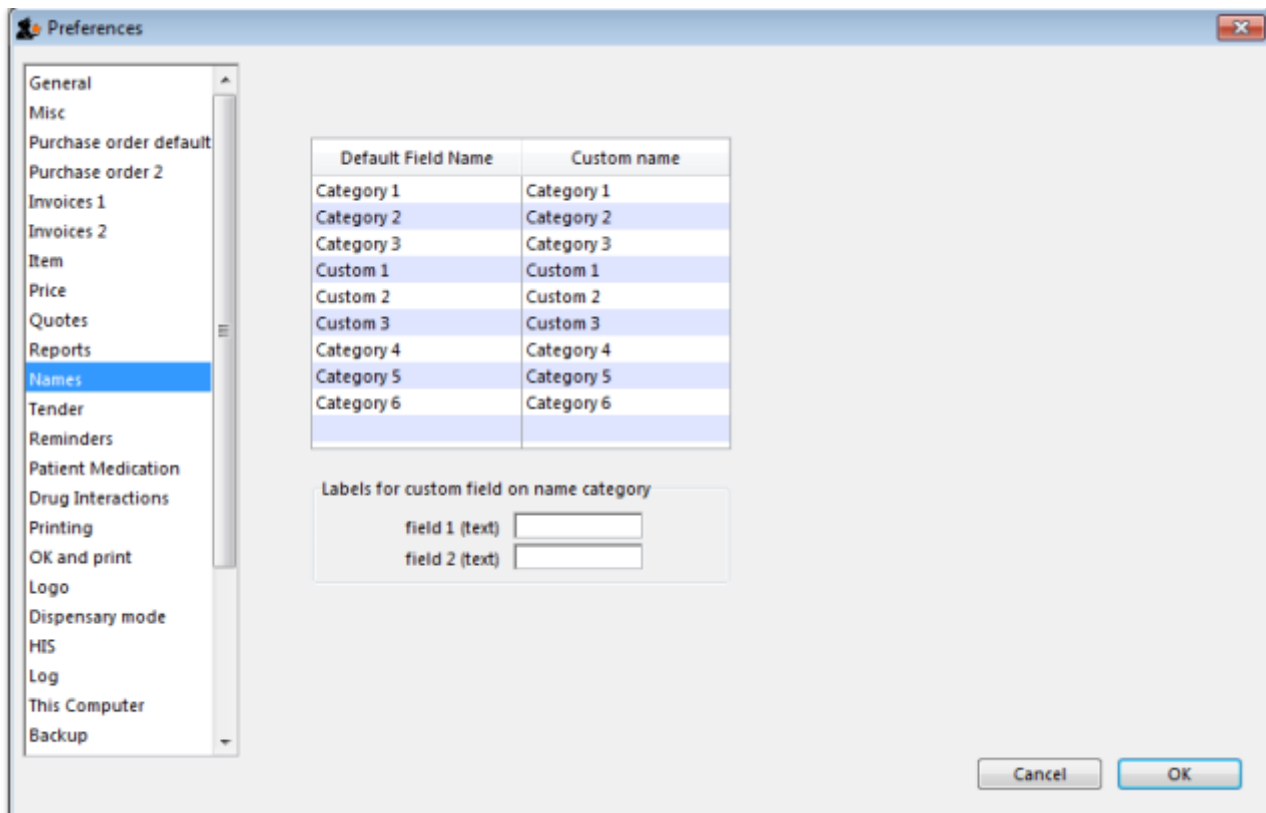 Preferences
General
Misc
Purchase order default
Purchase order 2
Invoices 1
Invoices 2
Item
Price
Quotes
Reports
Names
Tender
Reminders
Patient Medication
Drug Interactions
Printing
OK and print
Logo
Dispensary mode
HIS
Log
This Computer
Backup
Default Field Name Custom name
Category 1 Category 1
Category 2 Category 2
Category 3 Category 3
Custom 1 Custom 1
Custom 2 Custom 2
Custom 3 Custom 3
Category 4 Category 4
Category 5 Category 5
Category 6 Category 6
Labels for custom field on name category
field 1 (text)
field 2 (text)
Cancel OK